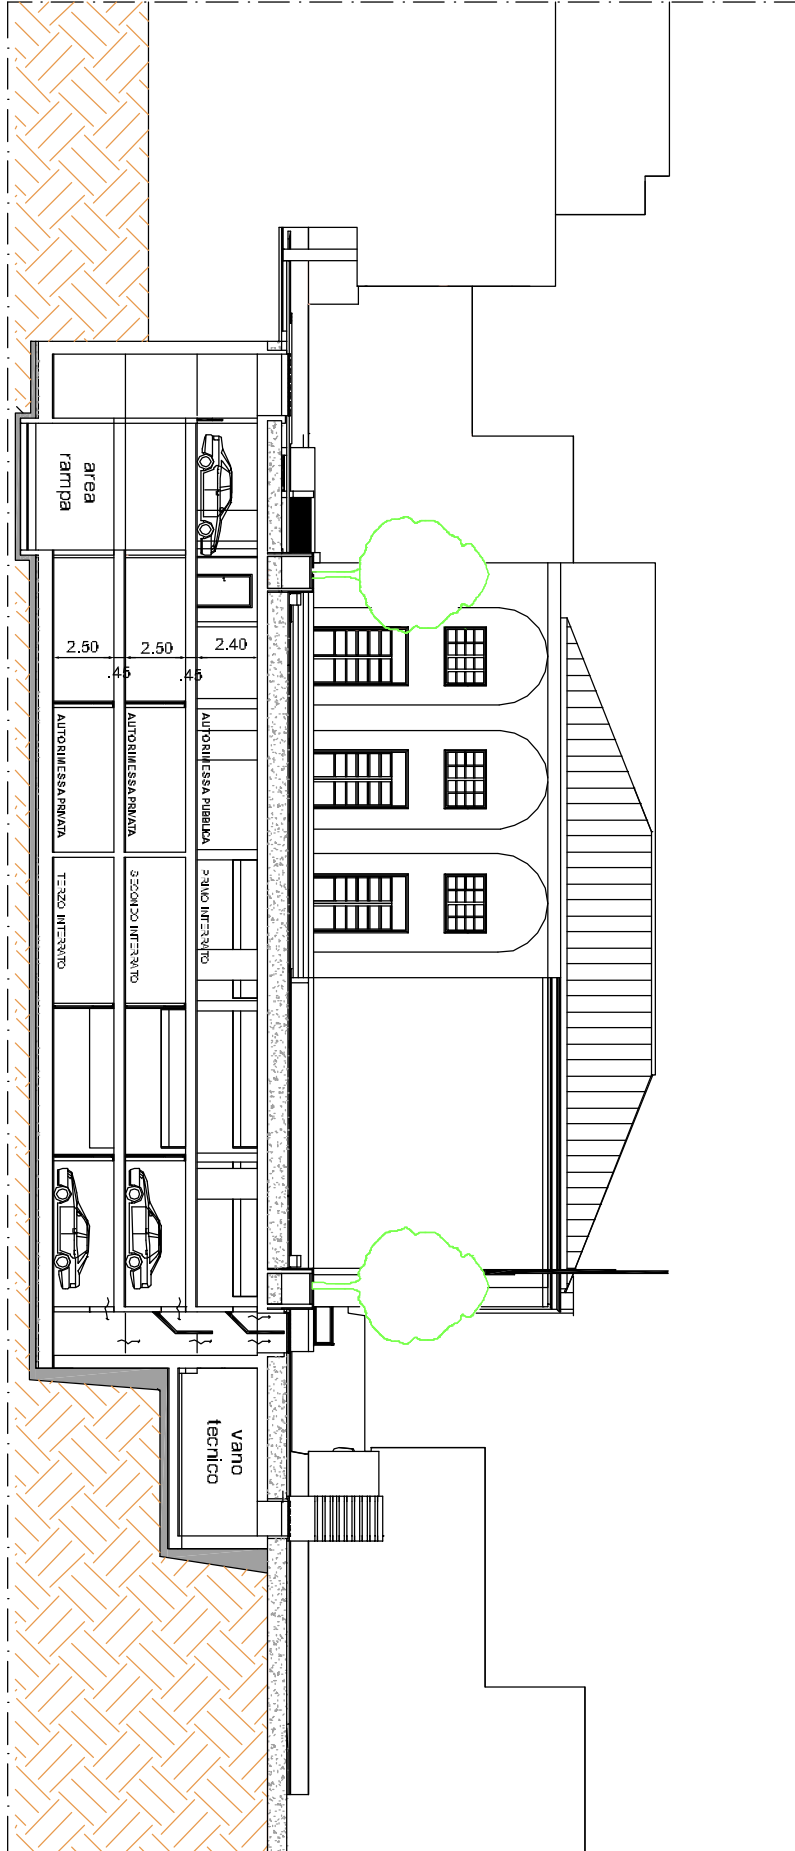 area
rampa
2.40
.45
2.50
.45
2.50
AUTORIMESSA PUBBLICA
PRIMO INTERRATO
AUTORIMESSA PRIVATA
SECONDO INTERRATO
AUTORIMESSA PRIVATA
TERZO INTERRATO
vano
tecnico